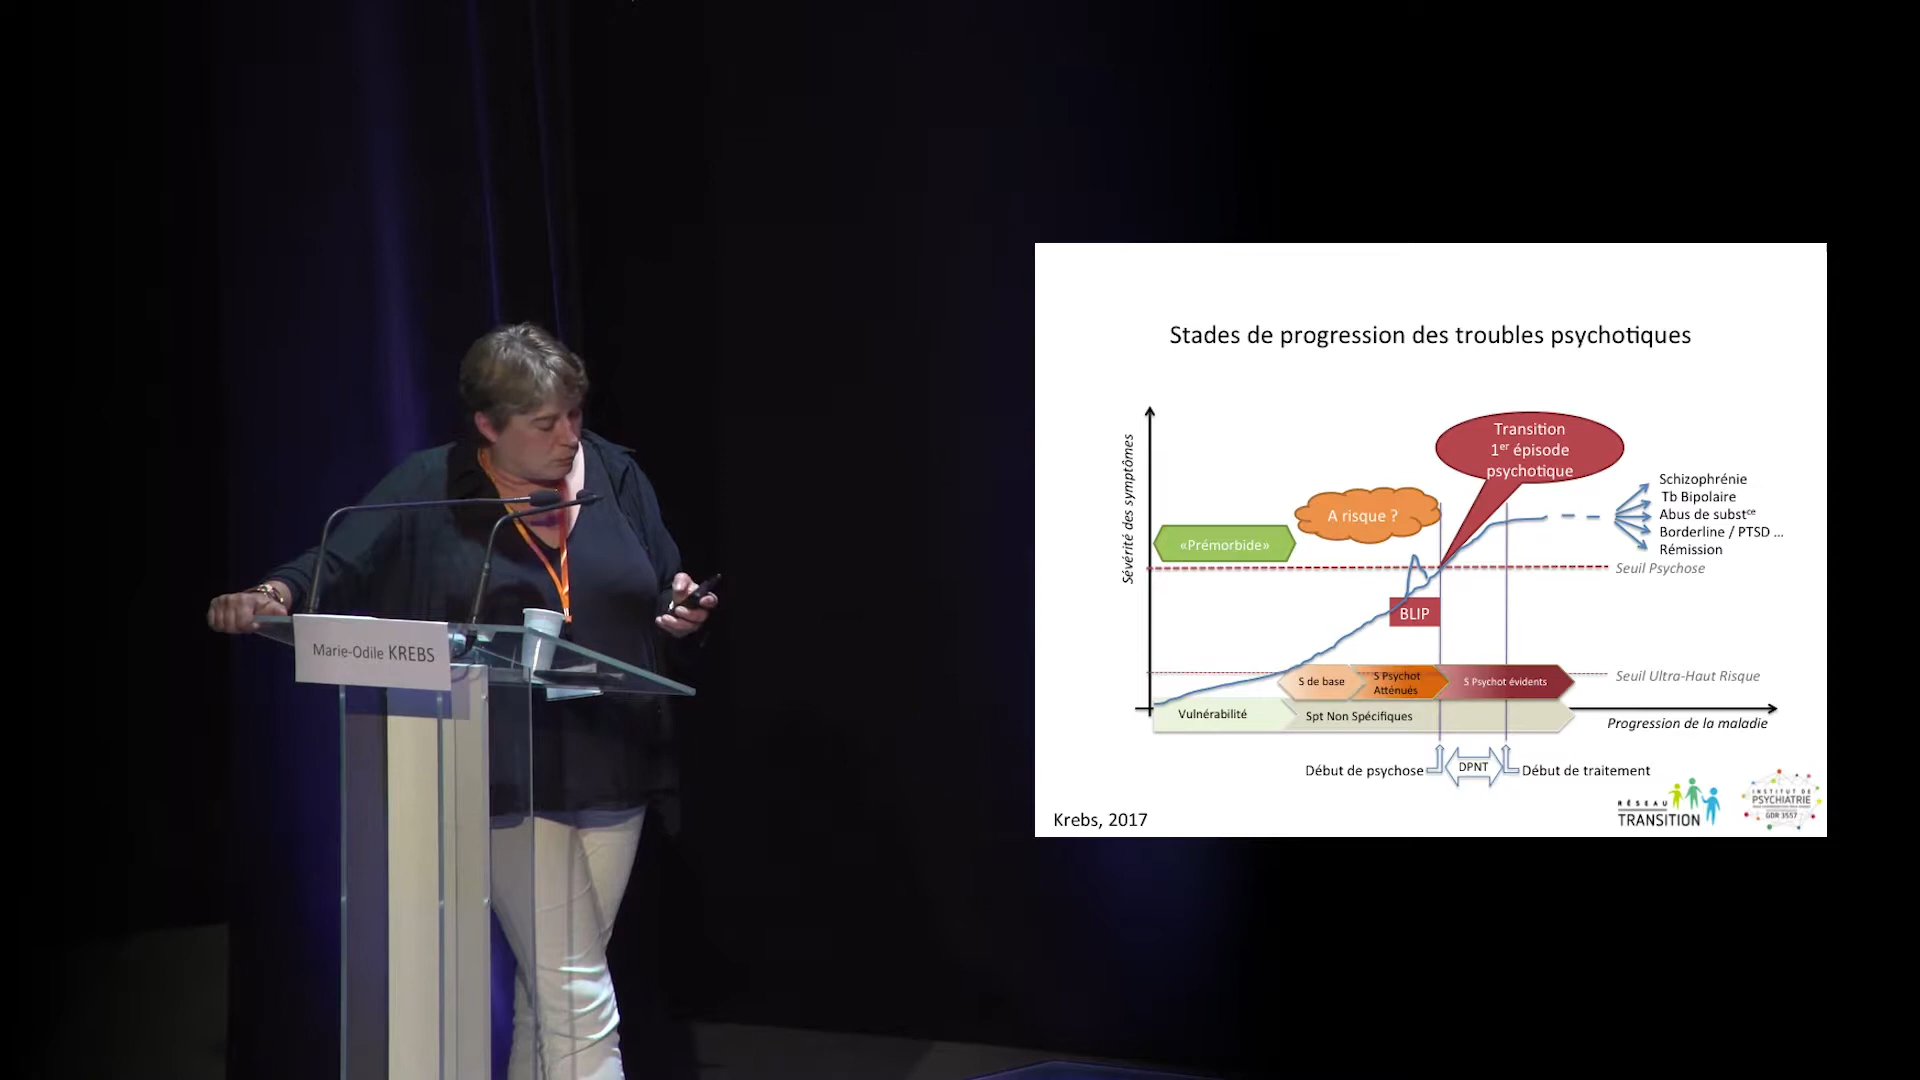 Marie-Odile KREBS
Stades de progression des troubles psychotiques
Sévérité des symptômes
Transition
1er épisode
psychotique
A risque ?
«Prémorbide»
Schizophrénie
Tb Bipolaire
Abus de substce
Borderline / PTSD ...
Rémission
Seuil Psychose
BLIP
S de base
S Psychot
Atténués
S Psychot évidents
Seuil Ultra-Haut Risque
Vulnérabilité
Spt Non Spécifiques
Progression de la maladie
Début de psychose
DPNT
Début de traitement
Krebs, 2017
RÉSEAU
TRANSITION
INSTITUT DE
PSYCHIATRIE
GDR 3557